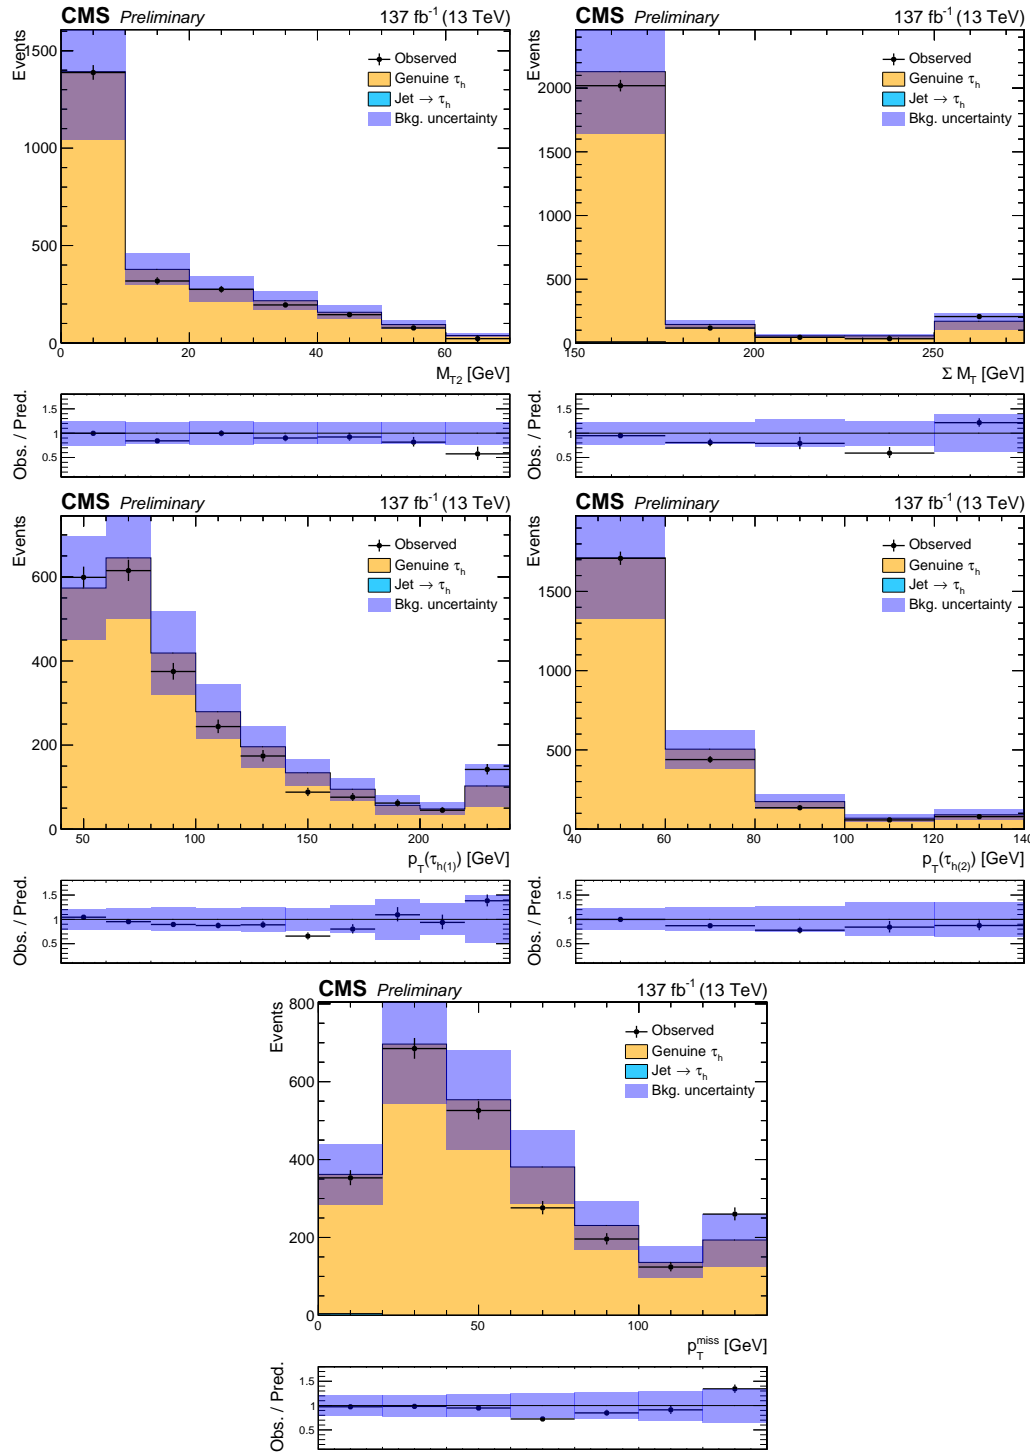 CMS Preliminary 137 fb⁻¹ (13 TeV)
Events
1500
1000
500
0
Observed
Genuine τh
Jet → τh
Bkg. uncertainty
0 20 40 60
M_T2 [GeV]
Obs. / Pred.
1.5
1
0.5
CMS Preliminary 137 fb⁻¹ (13 TeV)
Events
2000
1500
1000
500
0
Observed
Genuine τh
Jet → τh
Bkg. uncertainty
150 200 250
Σ M_T [GeV]
Obs. / Pred.
1.5
1
0.5
CMS Preliminary 137 fb⁻¹ (13 TeV)
Events
600
400
200
0
Observed
Genuine τh
Jet → τh
Bkg. uncertainty
50 100 150 200
p_T(τh(1)) [GeV]
Obs. / Pred.
1.5
1
0.5
CMS Preliminary 137 fb⁻¹ (13 TeV)
Events
1500
1000
500
0
Observed
Genuine τh
Jet → τh
Bkg. uncertainty
40 60 80 100 120 140
p_T(τh(2)) [GeV]
Obs. / Pred.
1.5
1
0.5
CMS Preliminary 137 fb⁻¹ (13 TeV)
Events
800
600
400
200
0
Observed
Genuine τh
Jet → τh
Bkg. uncertainty
0 50 100
p_T^miss [GeV]
Obs. / Pred.
1.5
1
0.5